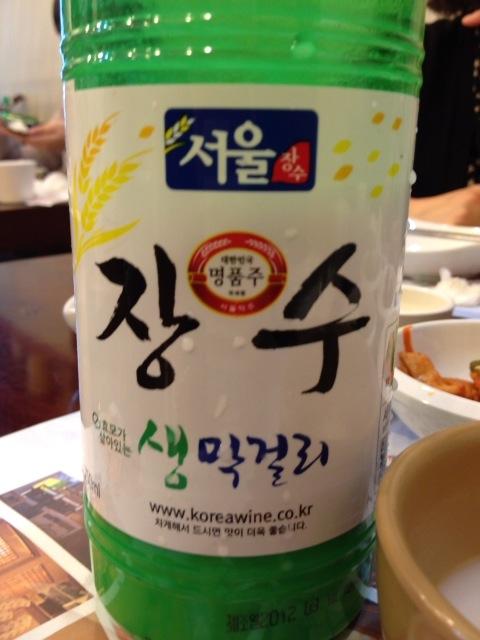 서울
장수
대한민국
명품주
장수
효모가
살아있는
생막걸리
www.koreawine.co.kr
차게해서 드시면 맛이 더욱 좋습니다.
2012